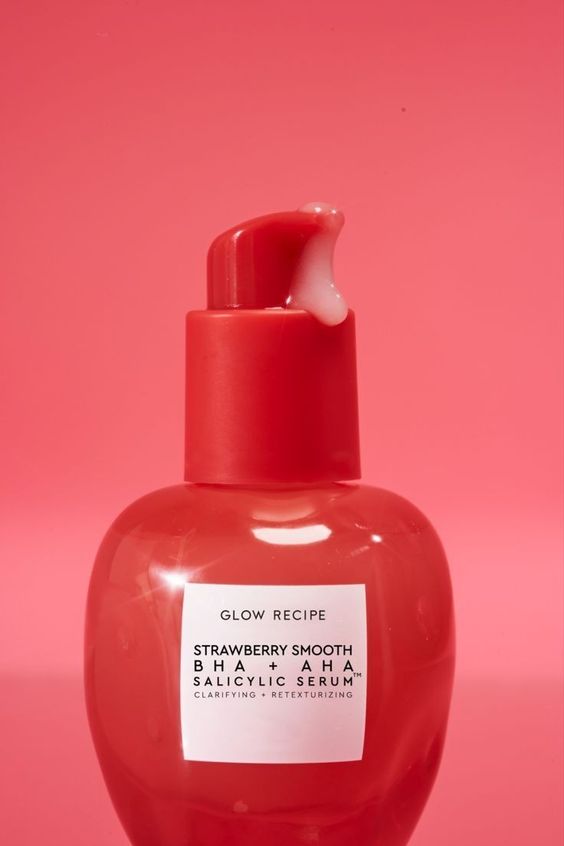 GLOW RECIPE
STRAWBERRY SMOOTH
BHA + AHA
SALICYLIC SERUM™
CLARIFYING + RETEXTURIZING